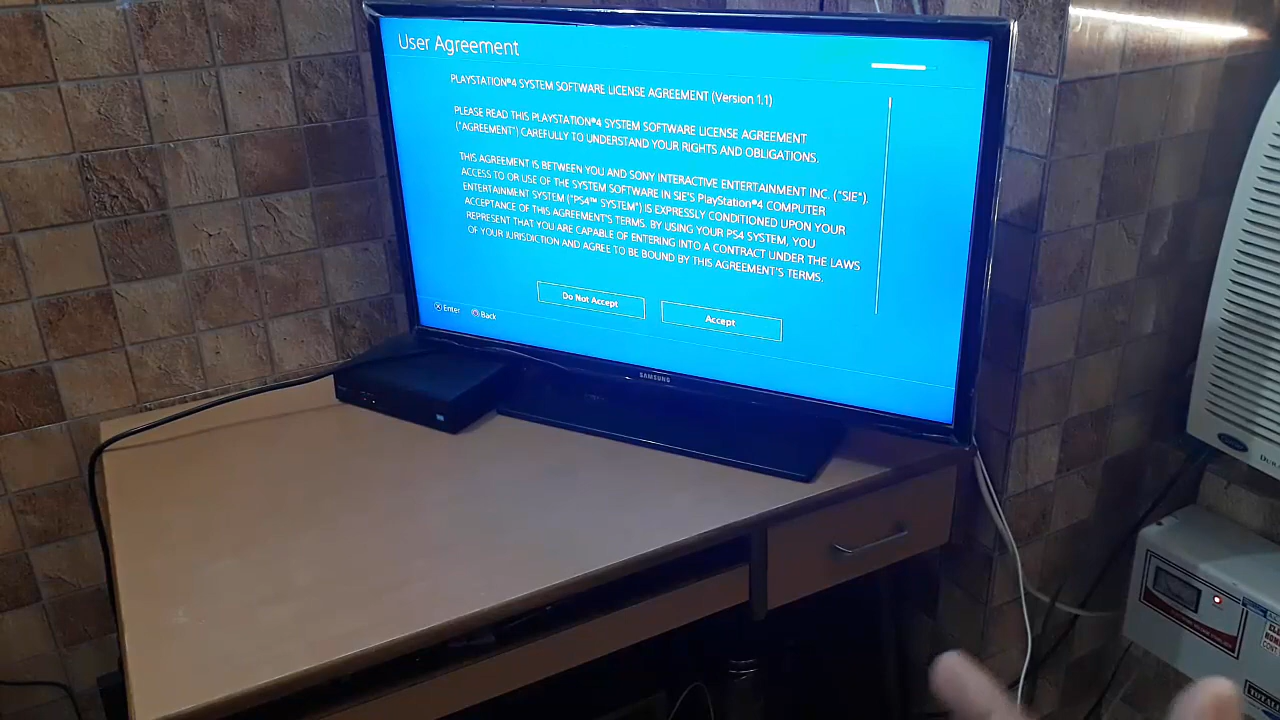 User Agreement
PLAYSTATION®4 SYSTEM SOFTWARE LICENSE AGREEMENT (Version 1.1)
PLEASE READ THIS PLAYSTATION®4 SYSTEM SOFTWARE LICENSE AGREEMENT
("AGREEMENT") CAREFULLY TO UNDERSTAND YOUR RIGHTS AND OBLIGATIONS.
THIS AGREEMENT IS BETWEEN YOU AND SONY INTERACTIVE ENTERTAINMENT INC. ("SIE").
ACCESS TO OR USE OF THE SYSTEM SOFTWARE IN SIE'S PlayStation®4 COMPUTER
ENTERTAINMENT SYSTEM ("PS4™ SYSTEM") IS EXPRESSLY CONDITIONED UPON YOUR
ACCEPTANCE OF THIS AGREEMENT'S TERMS. BY USING YOUR PS4 SYSTEM, YOU
REPRESENT THAT YOU ARE CAPABLE OF ENTERING INTO A CONTRACT UNDER THE LAWS
OF YOUR JURISDICTION AND AGREE TO BE BOUND BY THIS AGREEMENT'S TERMS.
Do Not Accept
Accept
Enter
Back
SAMSUNG